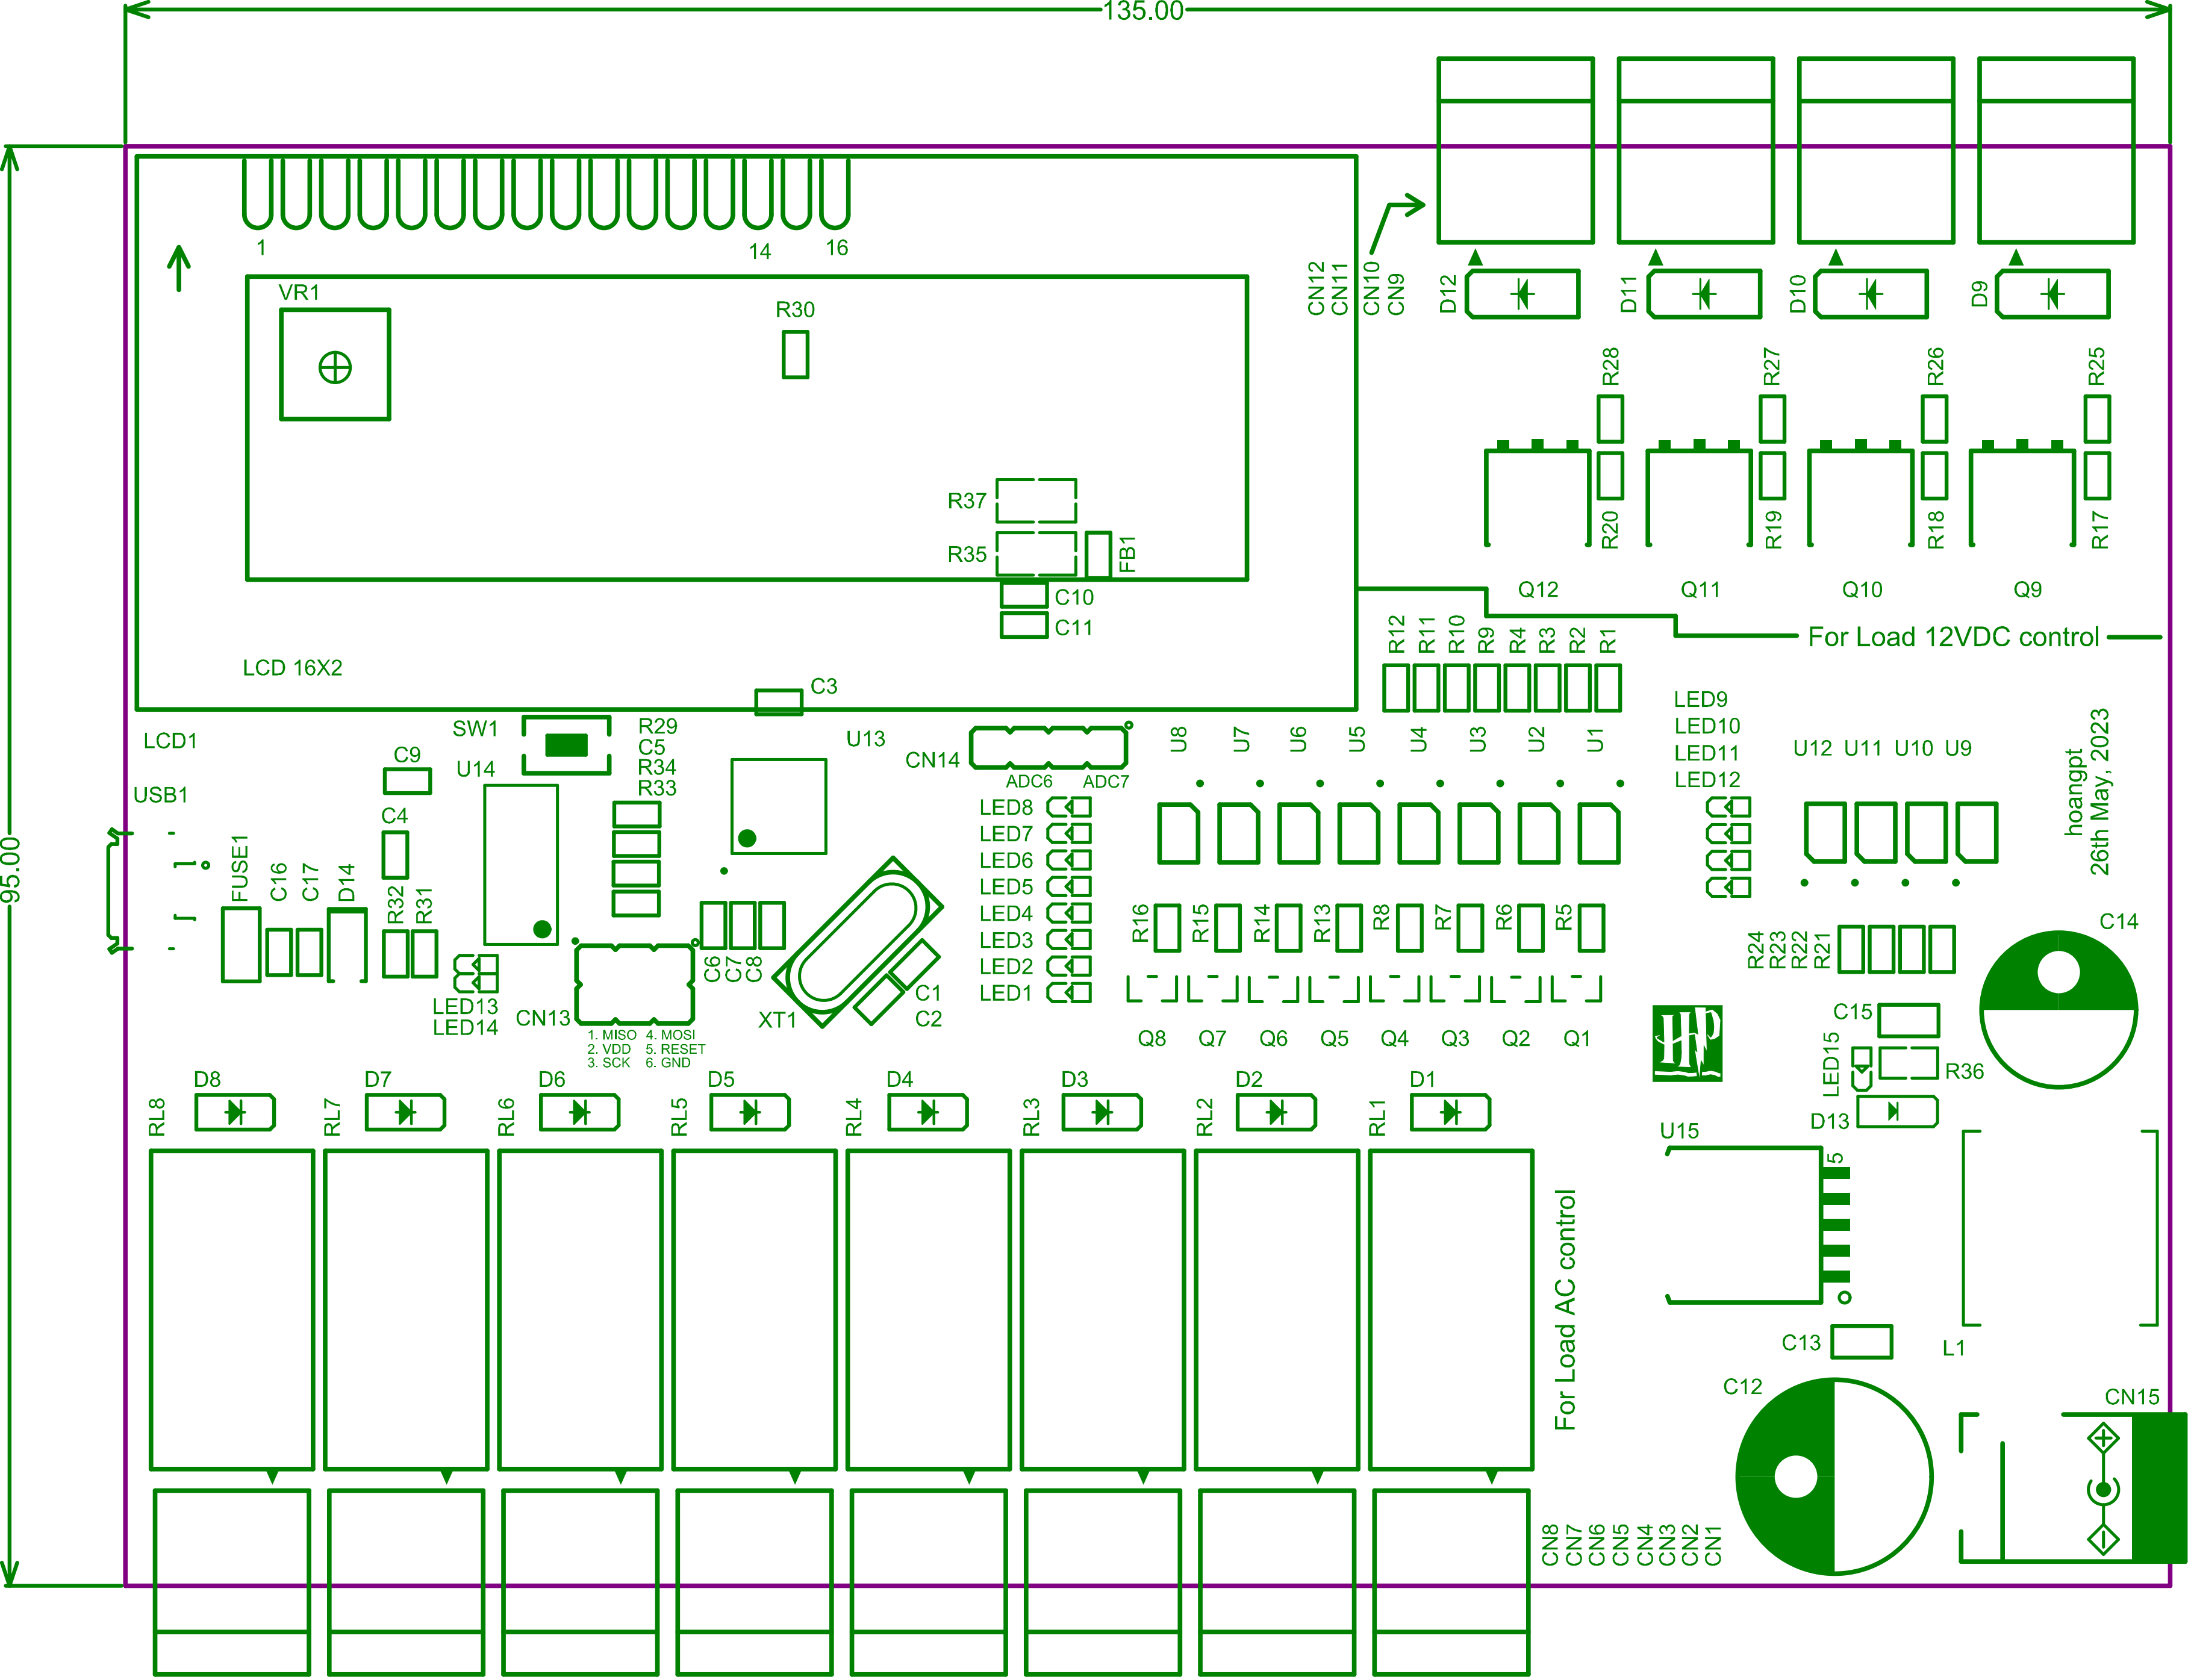 135.00
95.00
1
14
16
VR1
R30
CN12
CN11
CN10
CN9
D12
D11
D10
D9
R28
R27
R26
R25
R37
R35
FB1
C10
C11
R20
R19
R18
R17
Q12
Q11
Q10
Q9
For Load 12VDC control
LCD 16X2
C3
R12
R11
R10
R9
R4
R3
R2
R1
LCD1
SW1
R29
C5
R34
R33
U13
CN14
ADC6
ADC7
U8
U7
U6
U5
U4
U3
U2
U1
LED9
LED10
LED11
LED12
U12
U11
U10
U9
hoangpt
26th May, 2023
C9
U14
USB1
C4
FUSE1
C16
C17
D14
R32
R31
LED8
LED7
LED6
LED5
LED4
LED3
LED2
LED1
R16
R15
R14
R13
R8
R7
R6
R5
R24
R23
R22
R21
C14
C6
C7
C8
LED13
LED14
CN13
1. MISO
2. VDD
3. SCK
4. MOSI
5. RESET
6. GND
XT1
C1
C2
Q8
Q7
Q6
Q5
Q4
Q3
Q2
Q1
HP
C15
LED15
R36
D13
D8
D7
D6
D5
D4
D3
D2
D1
RL8
RL7
RL6
RL5
RL4
RL3
RL2
RL1
U15
5
For Load AC control
C13
L1
C12
CN15
CN8
CN7
CN6
CN5
CN4
CN3
CN2
CN1